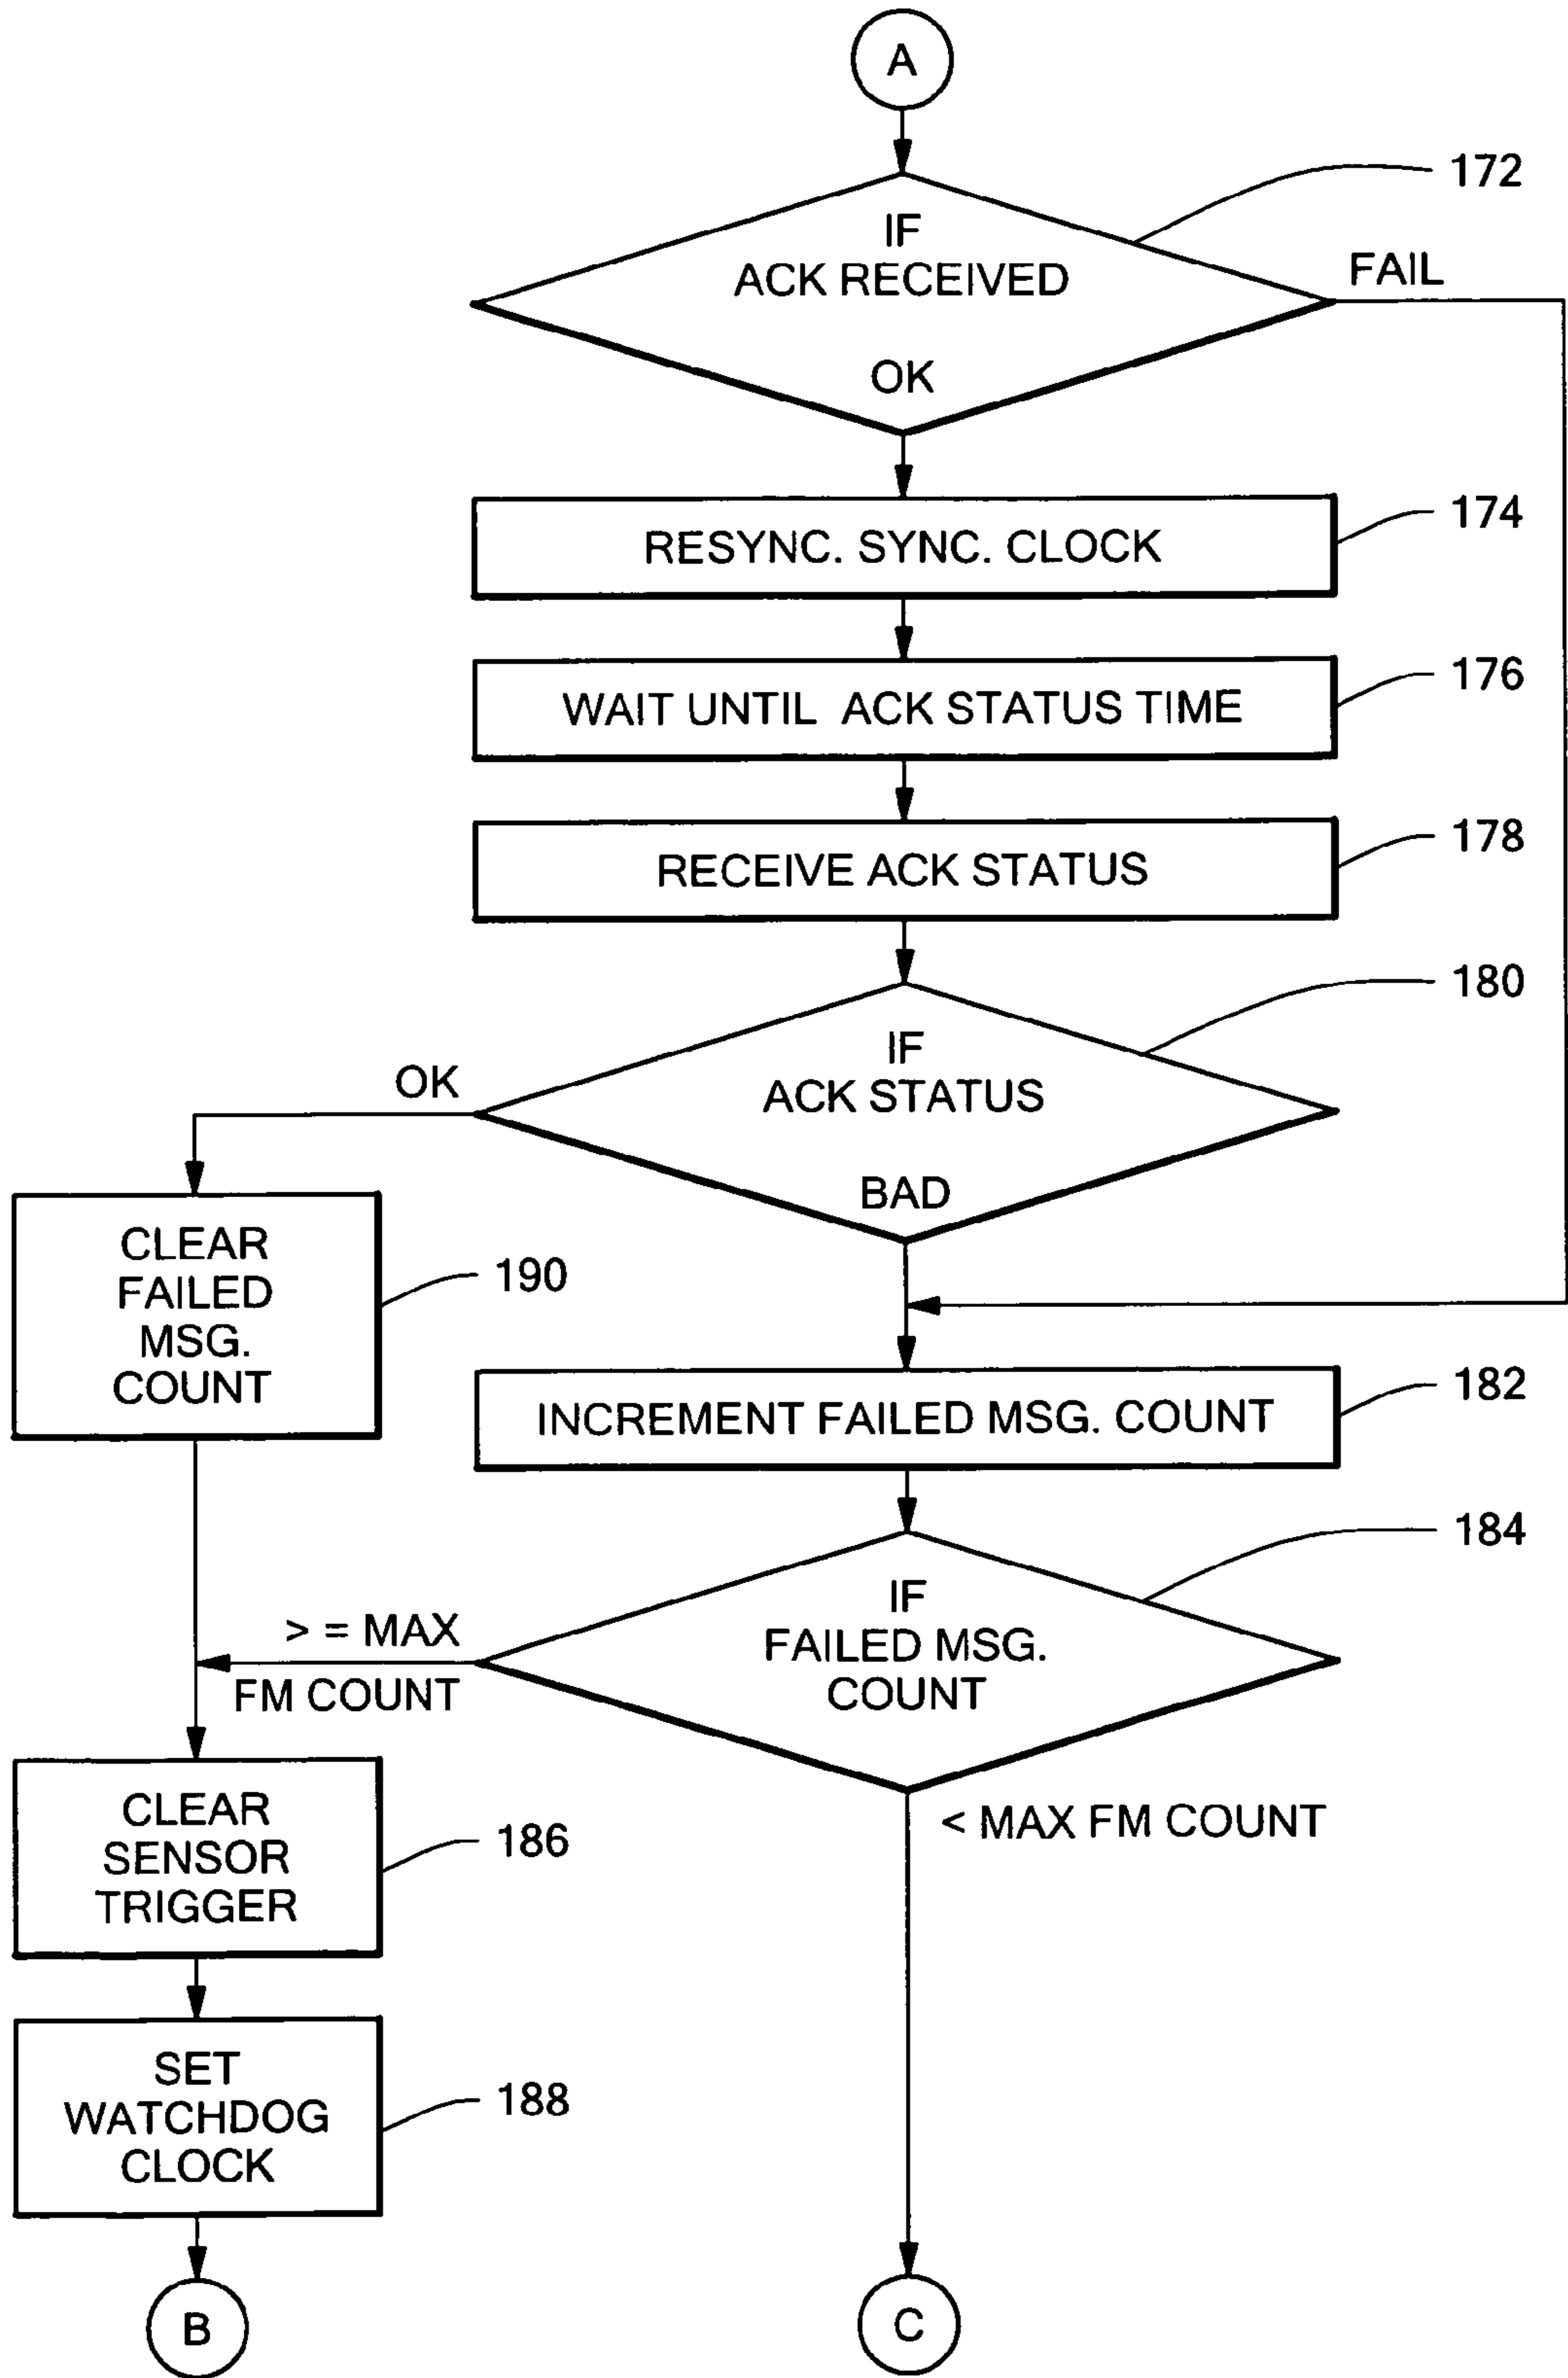 A
172
IF
ACK RECEIVED
FAIL
OK
174
RESYNC. SYNC. CLOCK
176
WAIT UNTIL ACK STATUS TIME
178
RECEIVE ACK STATUS
180
IF
ACK STATUS
OK
BAD
CLEAR
FAILED
MSG.
COUNT
190
182
INCREMENT FAILED MSG. COUNT
184
IF
FAILED MSG.
COUNT
> = MAX
FM COUNT
< MAX FM COUNT
CLEAR
SENSOR
TRIGGER
186
SET
WATCHDOG
CLOCK
188
B
C